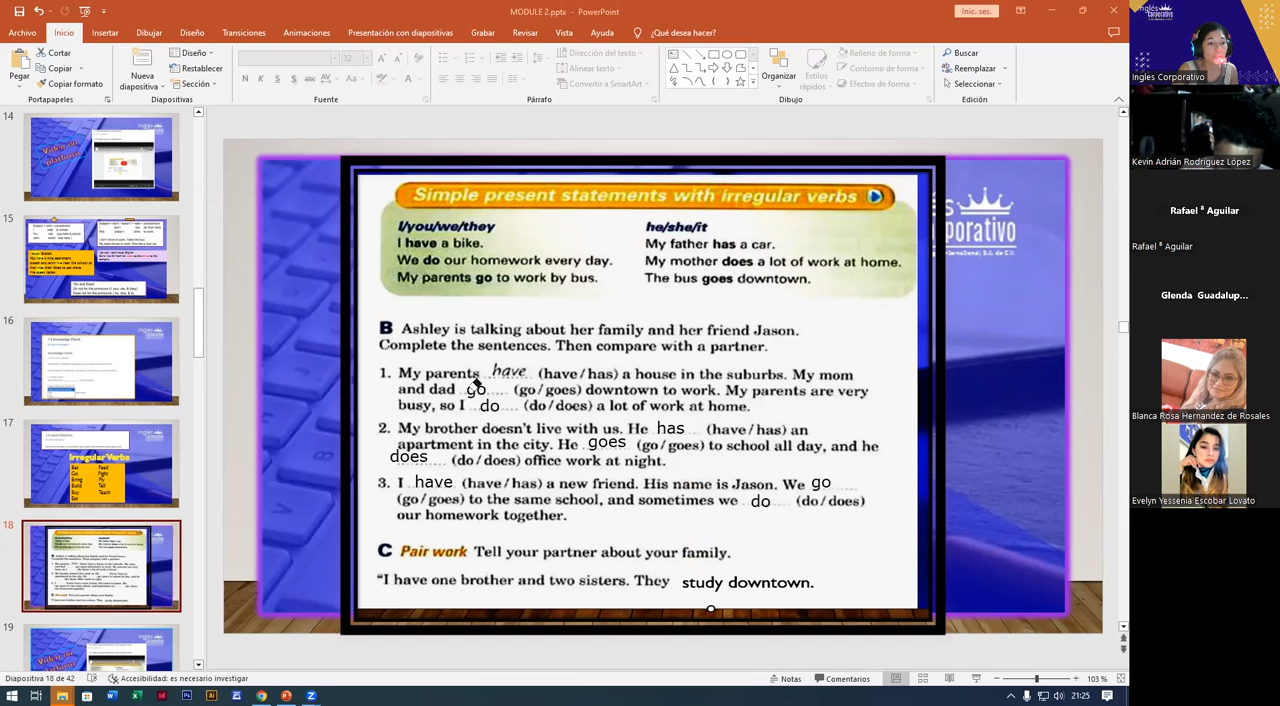 MODULE 2.pptx - PowerPoint
Inic. ses.
Archivo Inicio Insertar Dibujar Diseño Transiciones Animaciones Presentación con diapositivas Grabar Revisar Vista Ayuda ¿Qué desea hacer?
Pegar
Cortar
Copiar
Copiar formato
Portapapeles
Nueva diapositiva
Diseño
Restablecer
Sección
Diapositivas
Fuente
Dirección del texto
Alinear texto
Convertir a SmartArt
Párrafo
Organizar
Estilos rápidos
Relleno de forma
Contorno de forma
Efectos de forma
Dibujo
Buscar
Reemplazar
Seleccionar
Edición
14
15
16
17
Irregular Verbs
18
19
Simple present statements with irregular verbs
I/you/we/they he/she/it
I have a bike. My father has a car.
We do our homework every day. My mother does a lot of work at home.
My parents go to work by bus. The bus goes downtown.
B Ashley is talking about her family and her friend Jason.
Complete the sentences. Then compare with a partner.
1. My parents have (have / has) a house in the suburbs. My mom
and dad go (go / goes) downtown to work. My parents are very
busy, so I do (do / does) a lot of work at home.
2. My brother doesn't live with us. He has (have / has) an
apartment in the city. He goes (go / goes) to school all day, and he
does (do / does) office work at night.
3. I have (have / has) a new friend. His name is Jason. We go
(go / goes) to the same school, and sometimes we do (do / does)
our homework together.
C Pair work Tell your partner about your family.
"I have one brother and two sisters. They study downtown.
Diapositiva 18 de 42
Accesibilidad: es necesario investigar
Notas
Comentarios
103 %
21:25
Ingles Corporativo
Kevin Adrián Rodríguez López
Rafael ª Aguilar
Rafael ª Aguilar
Glenda Guadalup...
Blanca Rosa Hernandez de Rosales
Evelyn Yessenia Escobar Lovato